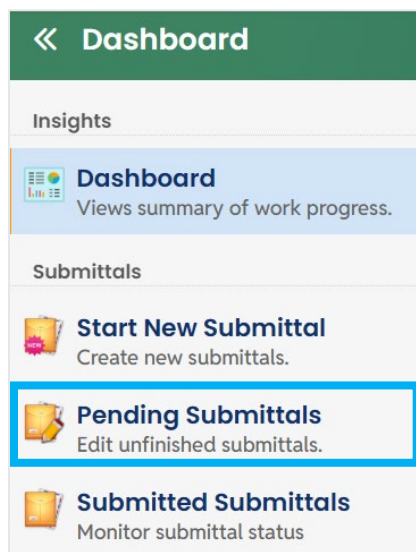 « Dashboard
Insights
Dashboard
Views summary of work progress.
Submittals
NEW
Start New Submittal
Create new submittals.
Pending Submittals
Edit unfinished submittals.
Submitted Submittals
Monitor submittal status